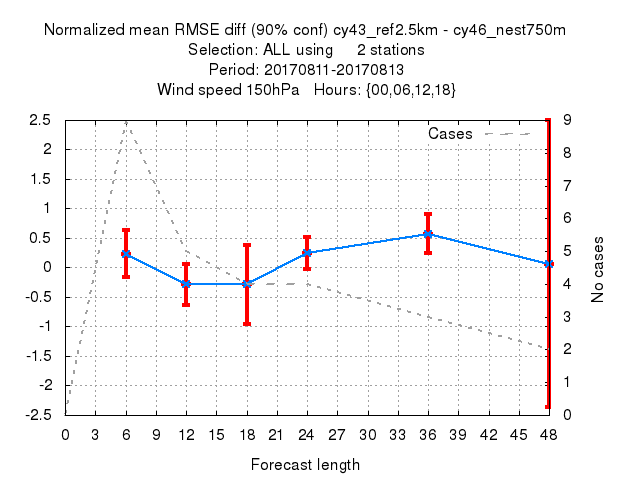 Normalized mean RMSE diff (90% conf) cy43_ref2.5km - cy46_nest750m
Selection: ALL using     2 stations
Period: 20170811-20170813
Wind speed 150hPa   Hours: {00,06,12,18}
Cases
2.5
2
1.5
1
0.5
0
-0.5
-1
-1.5
-2
-2.5
9
8
7
6
5
4
3
2
1
0
No cases
0 3 6 9 12 15 18 21 24 27 30 33 36 39 42 45 48
Forecast length